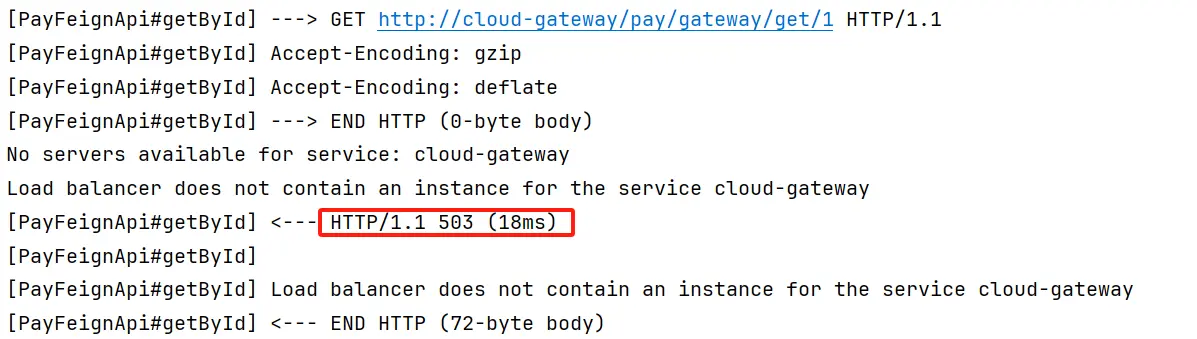 [PayFeignApi#getById] ---> GET http://cloud-gateway/pay/gateway/get/1 HTTP/1.1
[PayFeignApi#getById] Accept-Encoding: gzip
[PayFeignApi#getById] Accept-Encoding: deflate
[PayFeignApi#getById] ---> END HTTP (0-byte body)
No servers available for service: cloud-gateway
Load balancer does not contain an instance for the service cloud-gateway
[PayFeignApi#getById] <--- HTTP/1.1 503 (18ms)
[PayFeignApi#getById]
[PayFeignApi#getById] Load balancer does not contain an instance for the service cloud-gateway
[PayFeignApi#getById] <--- END HTTP (72-byte body)